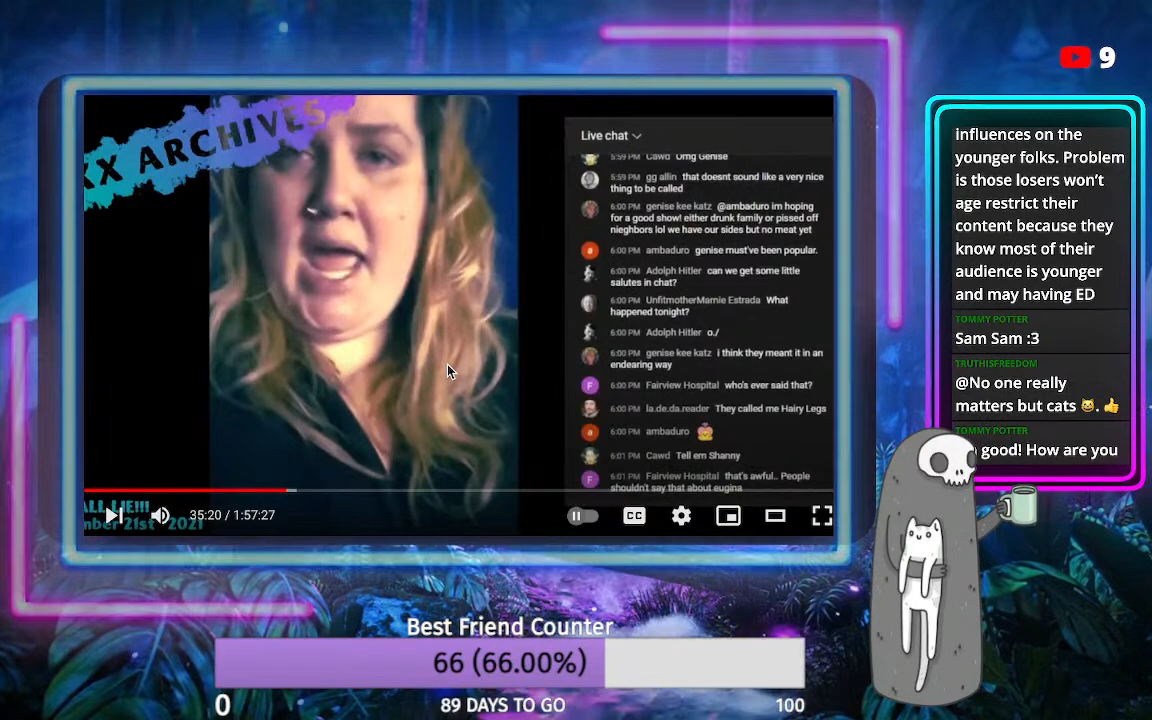 9
XX ARCHIVES
Live chat
5:59 PM Cawd Omg Genise
5:59 PM gg allin that doesnt sound like a very nice
thing to be called
6:00 PM genise kee katz @ambaduro im hoping
for a good show! either drunk family or pissed off
nieghbors lol we have our sides but no meat yet
6:00 PM ambaduro genise must've been popular.
6:00 PM Adolph Hitler can we get some little
salutes in chat?
6:00 PM UnfitmotherMarnie Estrada What
happened tonight?
6:00 PM Adolph Hitler o./
6:00 PM genise kee katz i think they meant it in an
endearing way
6:00 PM Fairview Hospital who's ever said that?
6:00 PM la.de.da.reader They called me Hairy Legs
6:00 PM ambaduro
6:01 PM Cawd Tell em Shanny
6:01 PM Fairview Hospital that's awful.. People
shouldn't say that about eugina
ALL LIE!!!
mber 21st 2021
35:20 / 1:57:27
CC
influences on the
younger folks. Problem
is those losers won't
age restrict their
content because they
know most of their
audience is younger
and may having ED
TOMMY POTTER
Sam Sam :3
TRUTHISFREEDOM
@No one really
matters but cats 😺. 👍
TOMMY POTTER
good! How are you
Best Friend Counter
66 (66.00%)
0
89 DAYS TO GO
100